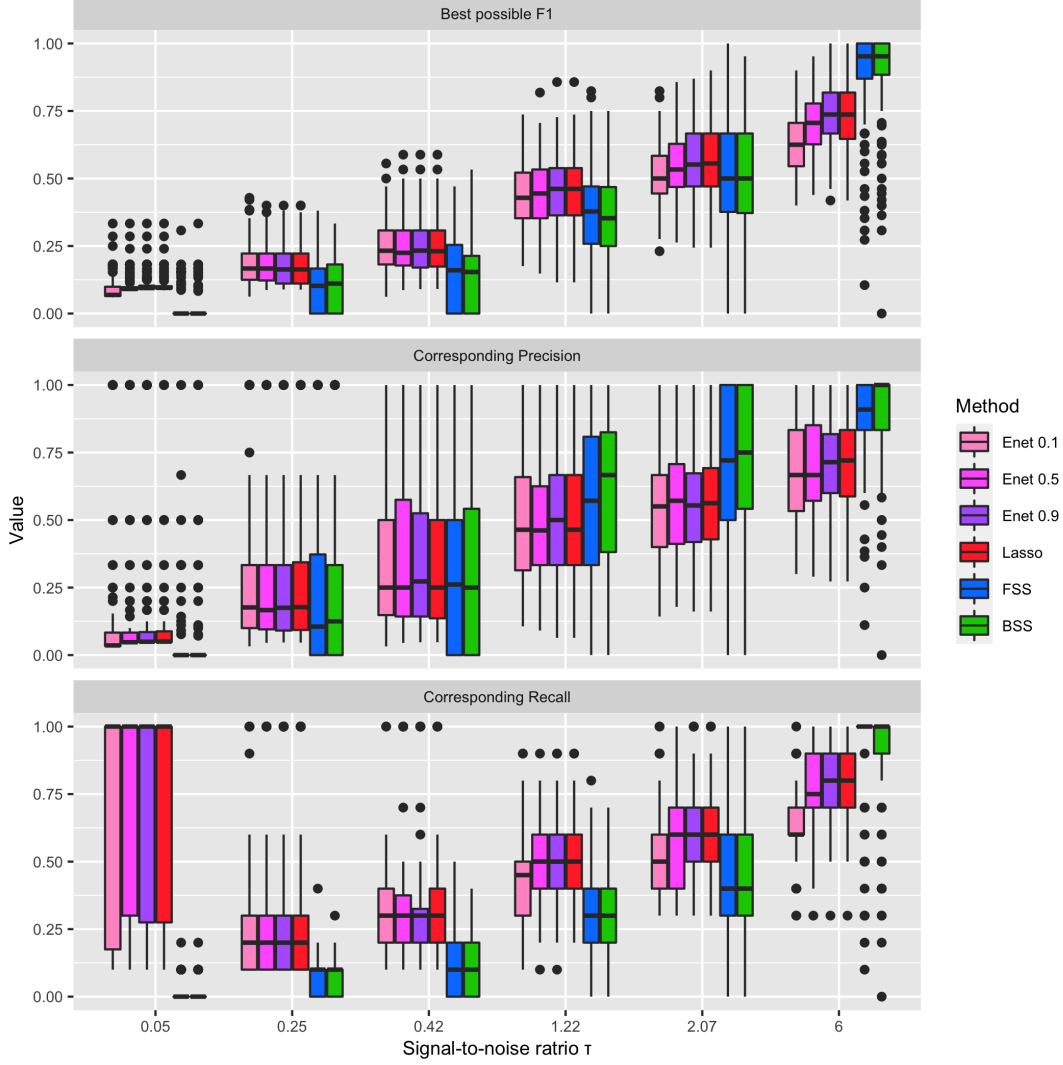 Best possible F1
1.00
0.75
0.50
0.25
0.00
Corresponding Precision
1.00
0.75
0.50
0.25
0.00
Corresponding Recall
1.00
0.75
0.50
0.25
0.00
0.05 0.25 0.42 1.22 2.07 6
Signal-to-noise ratrio τ
Value
Method
Enet 0.1
Enet 0.5
Enet 0.9
Lasso
FSS
BSS